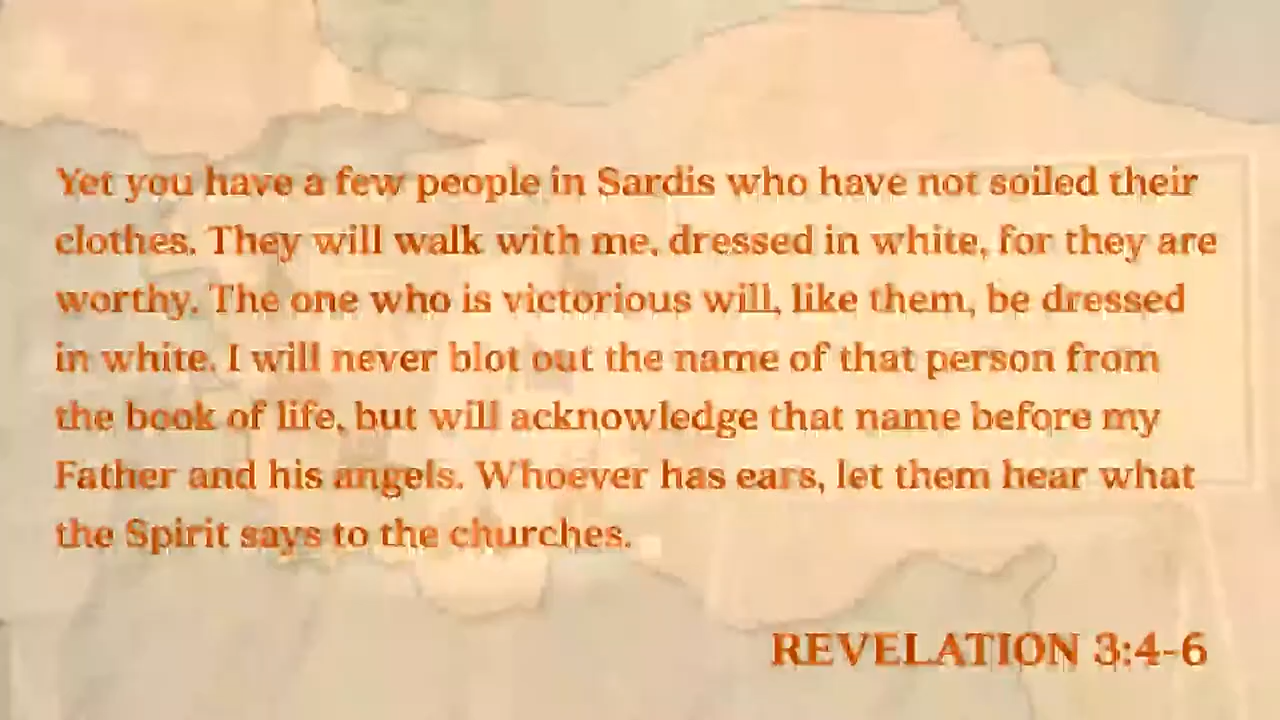 Yet you have a few people in Sardis who have not soiled their
clothes. They will walk with me, dressed in white, for they are
worthy. The one who is victorious will, like them, be dressed
in white. I will never blot out the name of that person from
the book of life, but will acknowledge that name before my
Father and his angels. Whoever has ears, let them hear what
the Spirit says to the churches.
REVELATION 3:4-6